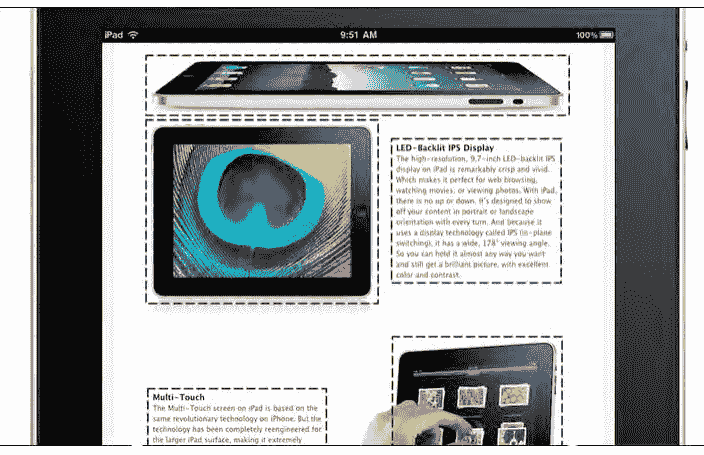 iPad 9:51 AM 100%
LED-Backlit IPS Display
The high-resolution, 9.7-inch LED-backlit IPS
display on iPad is remarkably crisp and vivid.
Which makes it perfect for web browsing,
watching movies, or viewing photos. With iPad,
there is no up or down. It's designed to show
off your content in portrait or landscape
orientation with every turn. And because it
uses a display technology called IPS (in-plane
switching), it has a wide, 178° viewing angle.
So you can hold it almost any way you want
and still get a brilliant picture, with excellent
color and contrast.
Multi-Touch
The Multi-Touch screen on iPad is based on the
same revolutionary technology on iPhone. But the
technology has been completely reengineered for
the larger iPad surface, making it extremely